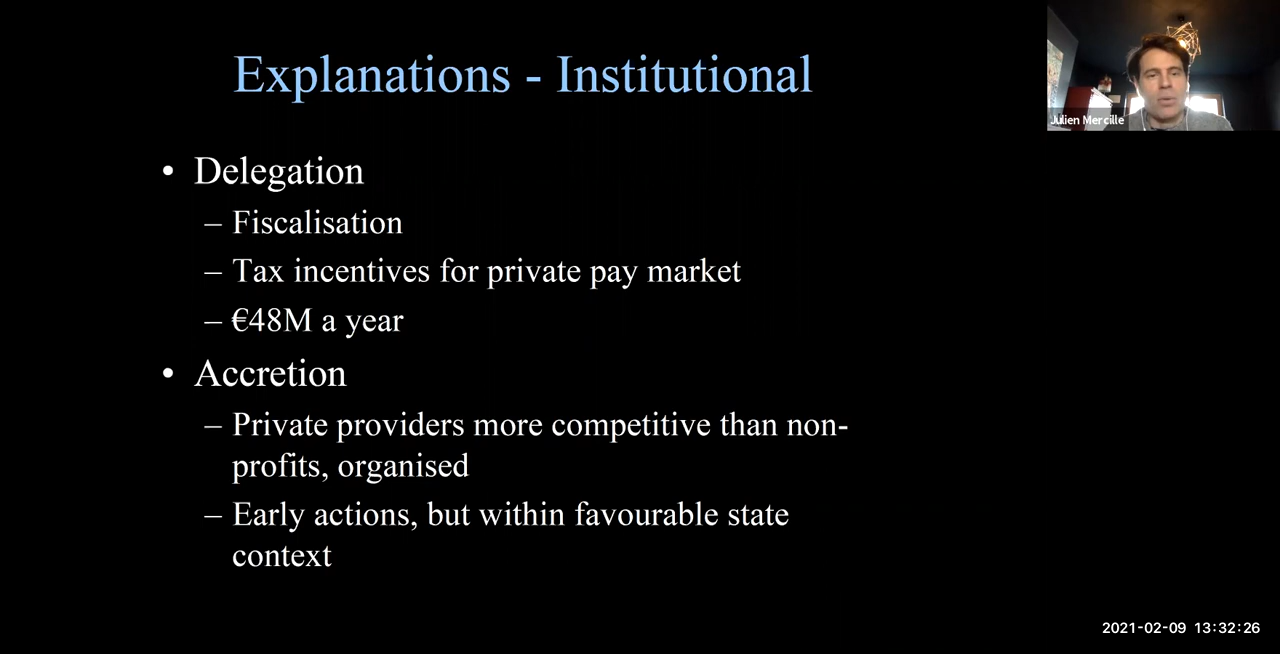 Explanations - Institutional
Julien Mercille
• Delegation
– Fiscalisation
– Tax incentives for private pay market
– €48M a year
• Accretion
– Private providers more competitive than non-
profits, organised
– Early actions, but within favourable state
context
2021-02-09 13:32:26